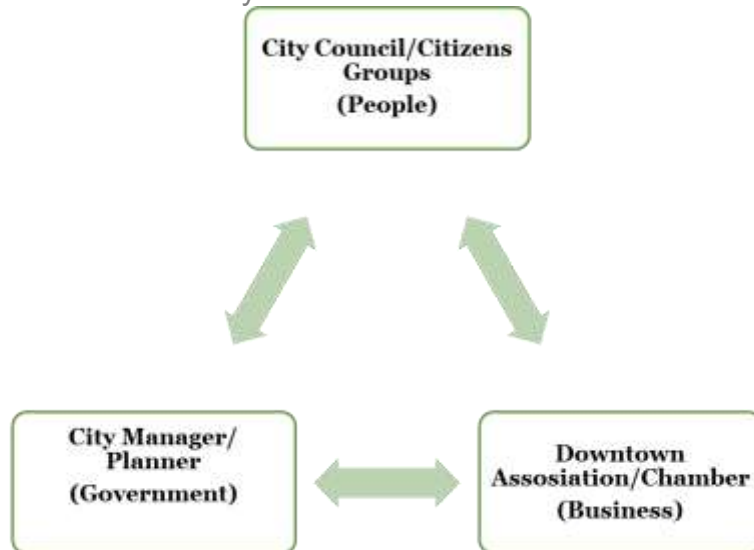 City Council/Citizens
Groups
(People)
City Manager/
Planner
(Government)
Downtown
Assosiation/Chamber
(Business)